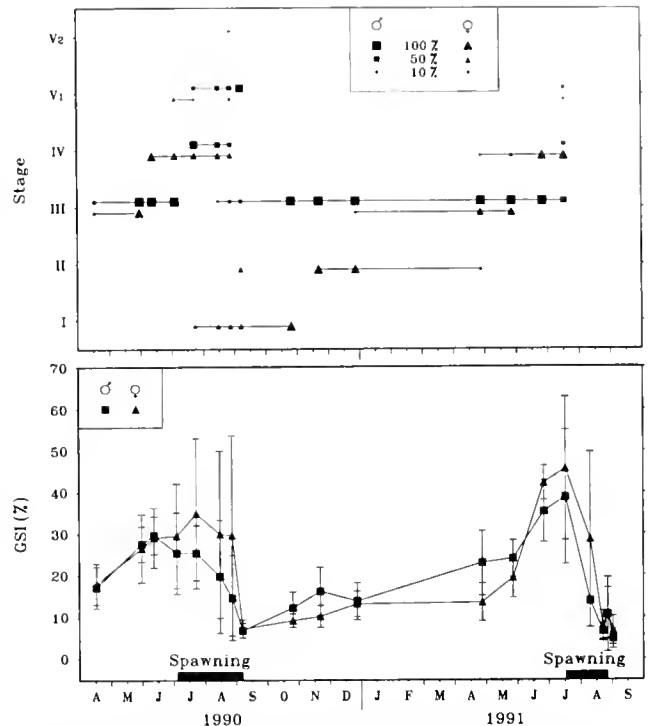 ♂ ♀
100 %
50 %
10 %
Stage
V2
V1
IV
III
II
I
♂ ♀
GSI (%)
70
60
50
40
30
20
10
0
Spawning Spawning
A M J J A S O N D J F M A M J J A S
1990 1991